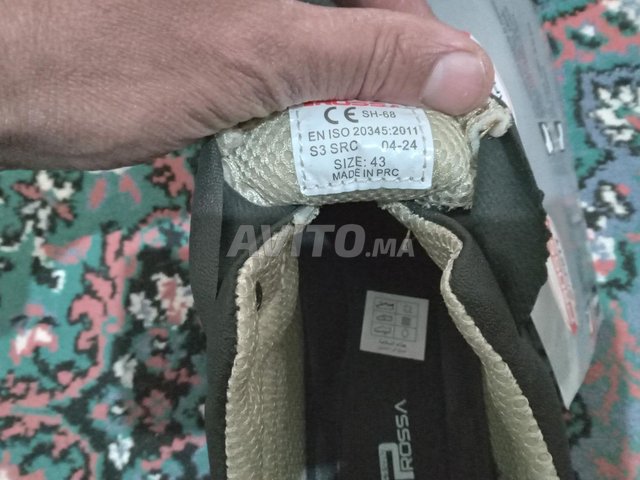 CE SH-68
EN ISO 20345:2011
S3 SRC 04-24
SIZE: 43
MADE IN PRC
AVITO.MA
ROSSA